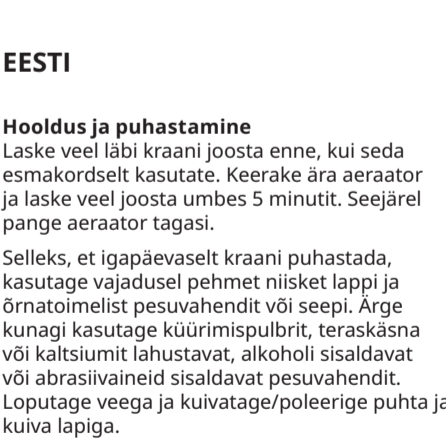 EESTI
Hooldus ja puhastamine
Laske veel läbi kraani joosta enne, kui seda
esmakordselt kasutate. Keerake ära aeraator
ja laske veel joosta umbes 5 minutit. Seejärel
pange aeraator tagasi.
Selleks, et igapäevaselt kraani puhastada,
kasutage vajadusel pehmet niisket lappi ja
õrnatoimelist pesuvahendit või seepi. Ärge
kunagi kasutage küürimispulbrit, teraskäsna
või kaltsiumit lahustavat, alkoholi sisaldavat
või abrasiivaineid sisaldavat pesuvahendit.
Loputage veega ja kuivatage/poleerige puhta ja
kuiva lapiga.